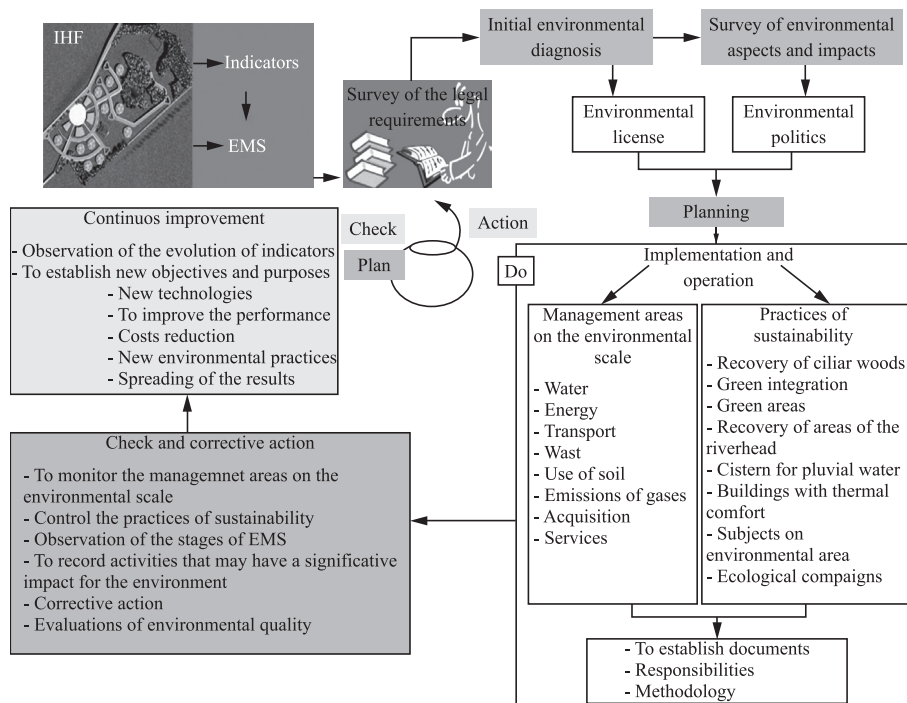 IHF
Indicators
EMS
Survey of the legal
requirements
Initial environmental
diagnosis
Survey of environmental
aspects and impacts
Environmental
license
Environmental
politics
Planning
Check
Action
Plan
Do
Implementation and
operation
Management areas
on the environmental
scale
- Water
- Energy
- Transport
- Wast
- Use of soil
- Emissions of gases
- Acquisition
- Services
Practices of
sustainability
- Recovery of ciliar woods
- Green integration
- Green areas
- Recovery of areas of the
riverhead
- Cistern for pluvial water
- Buildings with thermal
comfort
- Subjects on
environmental area
- Ecological compaigns
- To establish documents
- Responsibilities
- Methodology
Check and corrective action
- To monitor the managemnet areas on the
environmental scale
- Control the practices of sustainability
- Observation of the stages of EMS
- To record activities that may have a significative
impact for the environment
- Corrective action
- Evaluations of environmental quality
Continuos improvement
- Observation of the evolution of indicators
- To establish new objectives and purposes
- New technologies
- To improve the performance
- Costs reduction
- New environmental practices
- Spreading of the results